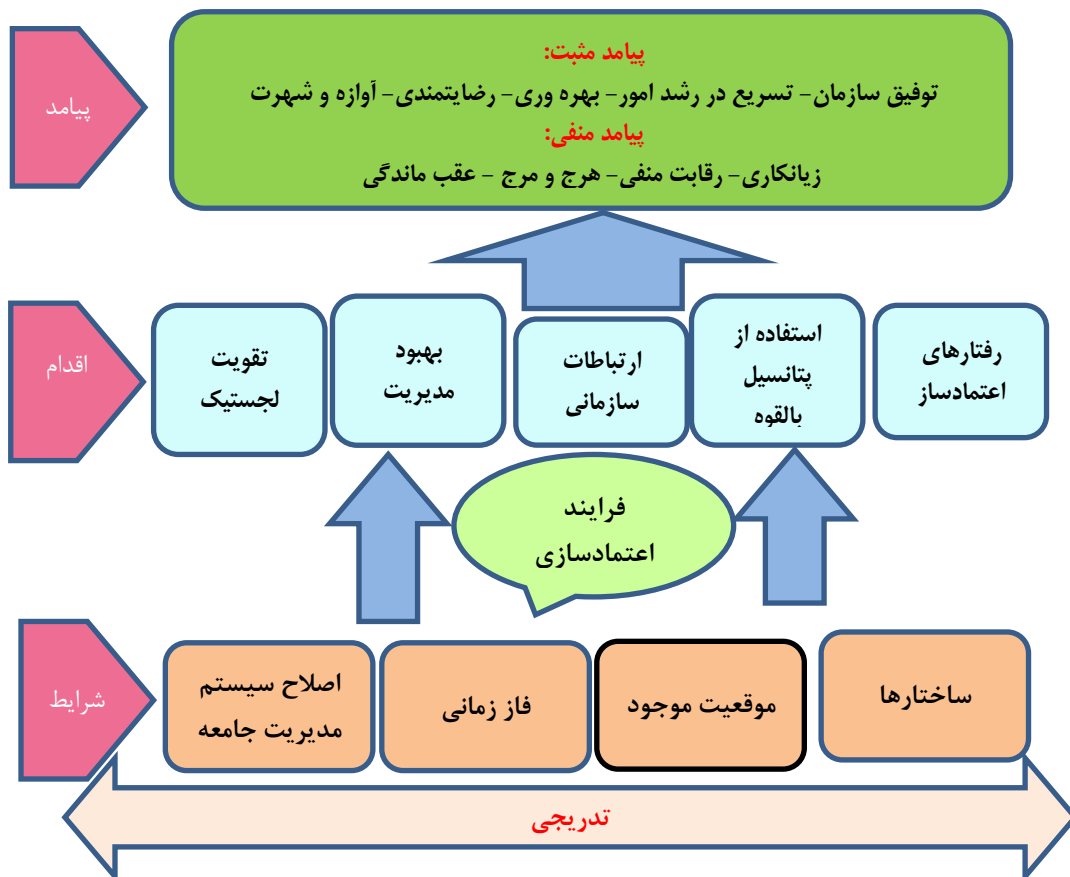 پیامد
پیامد مثبت:
توفیق سازمان- تسریع در رشد امور- بهره وری- رضایتمندی- آوازه و شهرت
پیامد منفی:
زیانکاری- رقابت منفی- هرج و مرج - عقب ماندگی
اقدام
رفتارهای
اعتمادساز
استفاده از
پتانسیل
بالقوه
ارتباطات
سازمانی
بهبود
مدیریت
تقویت
لجستیک
فرایند
اعتمادسازی
شرایط
ساختارها
موقعیت موجود
فاز زمانی
اصلاح سیستم
مدیریت جامعه
تدریجی